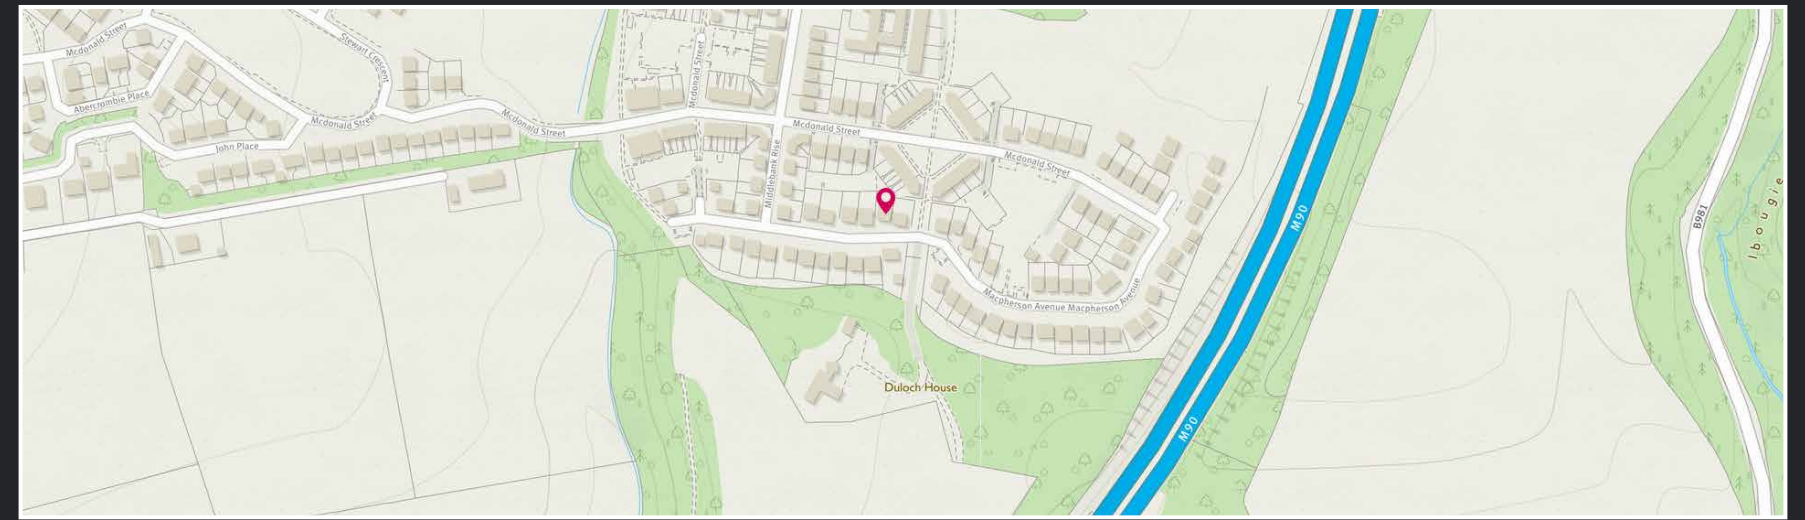 Mcdonald Street
Stewart Crescent
Abercrombie Place
Mcdonald Street
John Place
Mcdonald Street
Mcdonald Street
Mcdonald Street
Middlebank Rise
Mcdonald Street
Macpherson Avenue Macpherson Avenue
Duloch House
M90
M90
B981
lbougie